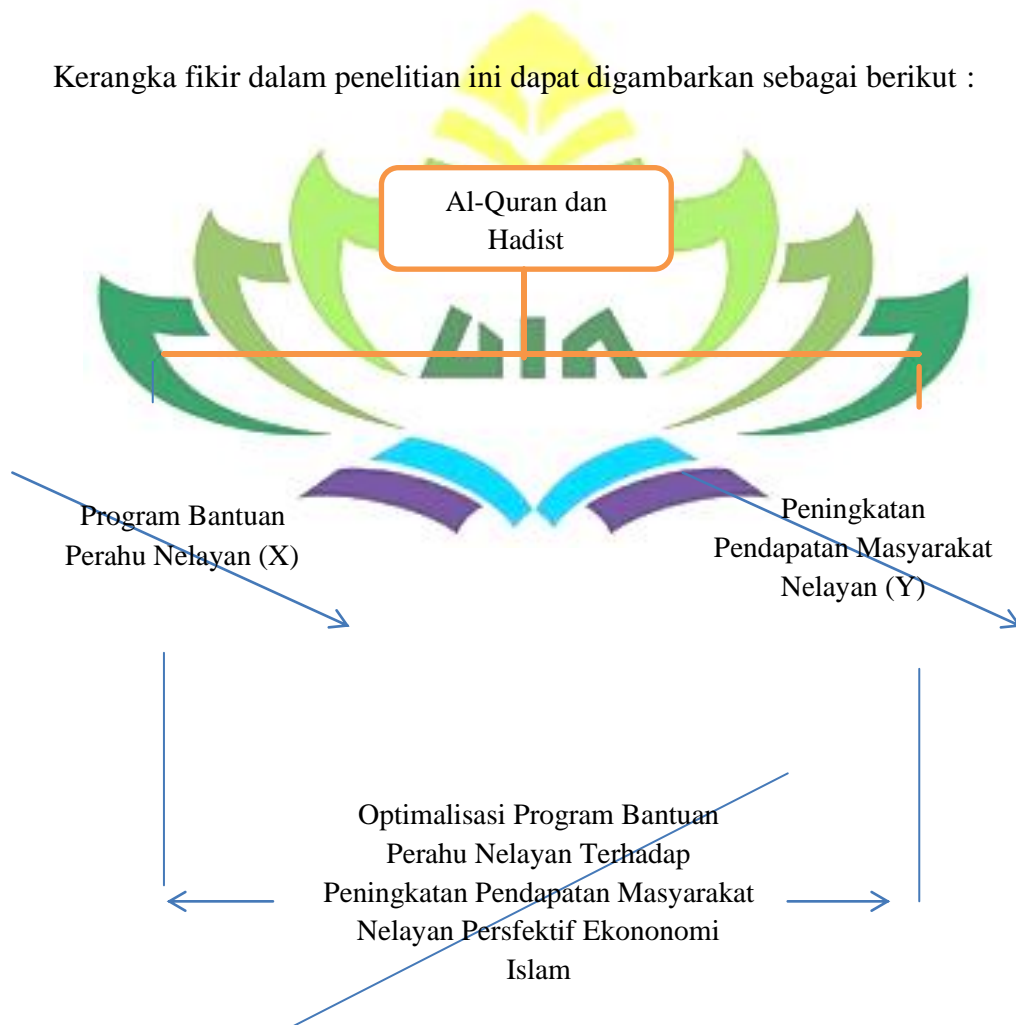 Kerangka fikir dalam penelitian ini dapat digambarkan sebagai berikut :
Al-Quran dan
Hadist
Program Bantuan
Perahu Nelayan (X)
Peningkatan
Pendapatan Masyarakat
Nelayan (Y)
Optimalisasi Program Bantuan
Perahu Nelayan Terhadap
Peningkatan Pendapatan Masyarakat
Nelayan Persfektif Ekononomi
Islam